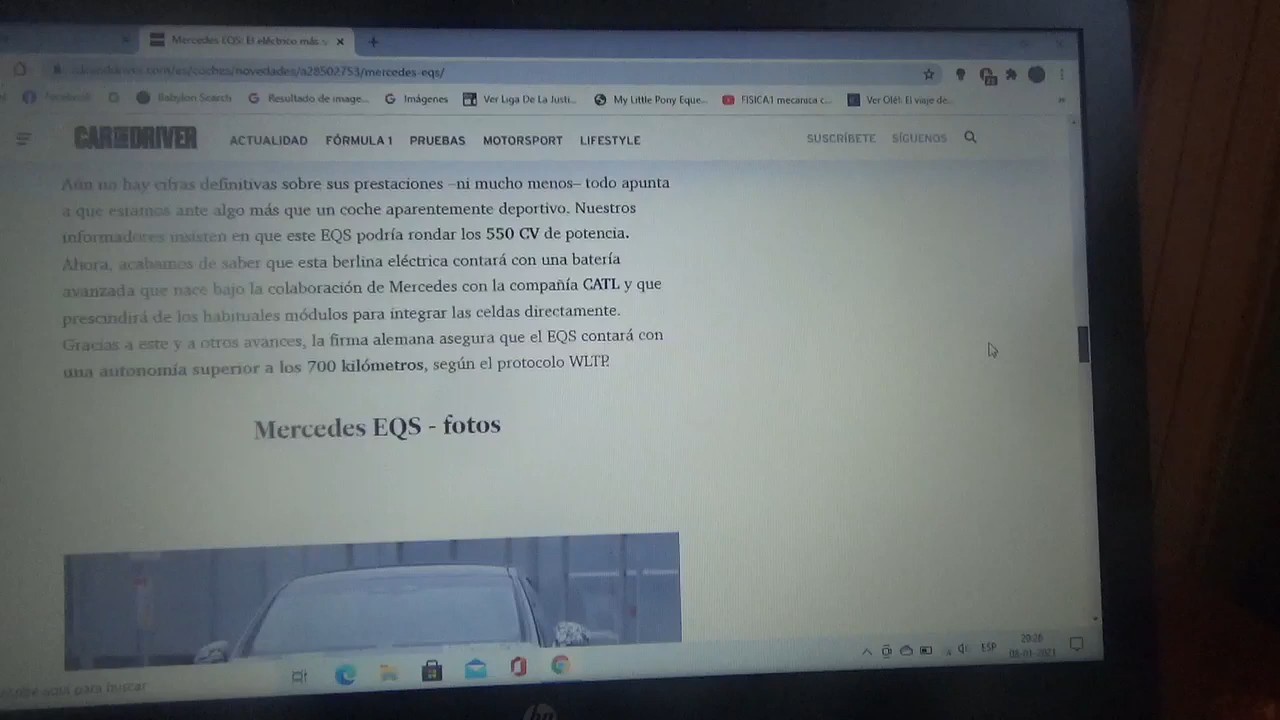 Mercedes EQS: El eléctrico más s
.com/es/coches/novedades/a28502753/mercedes-eqs/
Facebook
Babylon Search
Resultado de image...
Imágenes
Ver Liga De La Justi...
My Little Pony Eque...
FISICA1 mecanica c...
Ver Olé!: El viaje de...
CAR AND DRIVER
ACTUALIDAD
FÓRMULA 1
PRUEBAS
MOTORSPORT
LIFESTYLE
SUSCRÍBETE
SÍGUENOS
Aún no hay cifras definitivas sobre sus prestaciones –ni mucho menos– todo apunta
a que estamos ante algo más que un coche aparentemente deportivo. Nuestros
informadores insisten en que este EQS podría rondar los 550 CV de potencia.
Ahora, acabamos de saber que esta berlina eléctrica contará con una batería
avanzada que nace bajo la colaboración de Mercedes con la compañía CATL y que
prescindirá de los habituales módulos para integrar las celdas directamente.
Gracias a este y a otros avances, la firma alemana asegura que el EQS contará con
una autonomía superior a los 700 kilómetros, según el protocolo WLTP.
Mercedes EQS - fotos
aquí para buscar
ESP
20:26
08-01-2021
hp